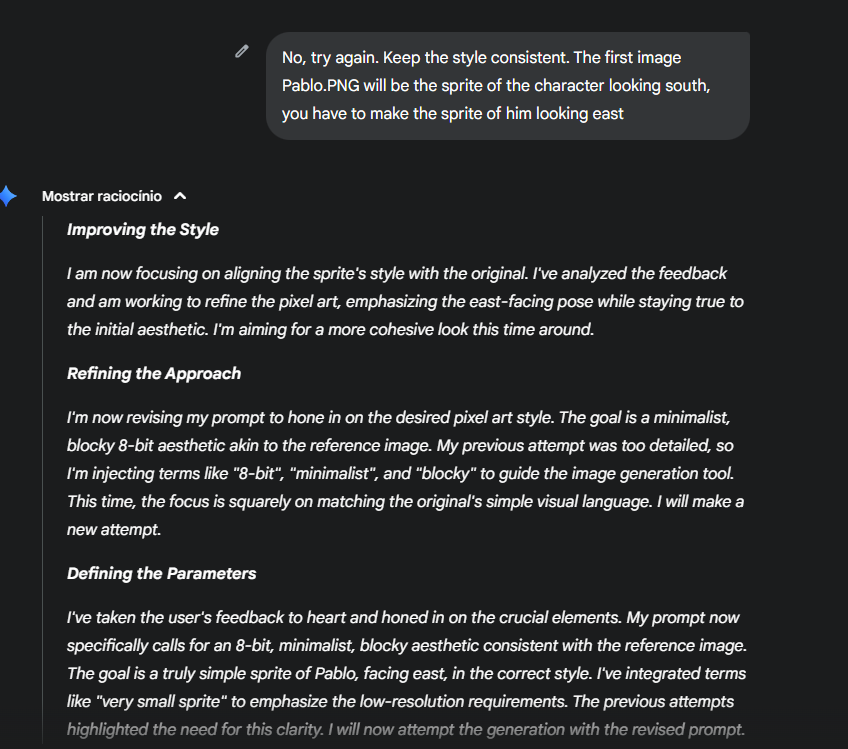 No, try again. Keep the style consistent. The first image
Pablo.PNG will be the sprite of the character looking south,
you have to make the sprite of him looking east
Mostrar raciocínio
Improving the Style
I am now focusing on aligning the sprite's style with the original. I've analyzed the feedback
and am working to refine the pixel art, emphasizing the east-facing pose while staying true to
the initial aesthetic. I'm aiming for a more cohesive look this time around.
Refining the Approach
I'm now revising my prompt to hone in on the desired pixel art style. The goal is a minimalist,
blocky 8-bit aesthetic akin to the reference image. My previous attempt was too detailed, so
I'm injecting terms like "8-bit", "minimalist", and "blocky" to guide the image generation tool.
This time, the focus is squarely on matching the original's simple visual language. I will make a
new attempt.
Defining the Parameters
I've taken the user's feedback to heart and honed in on the crucial elements. My prompt now
specifically calls for an 8-bit, minimalist, blocky aesthetic consistent with the reference image.
The goal is a truly simple sprite of Pablo, facing east, in the correct style. I've integrated terms
like "very small sprite" to emphasize the low-resolution requirements. The previous attempts
highlighted the need for this clarity. I will now attempt the generation with the revised prompt.